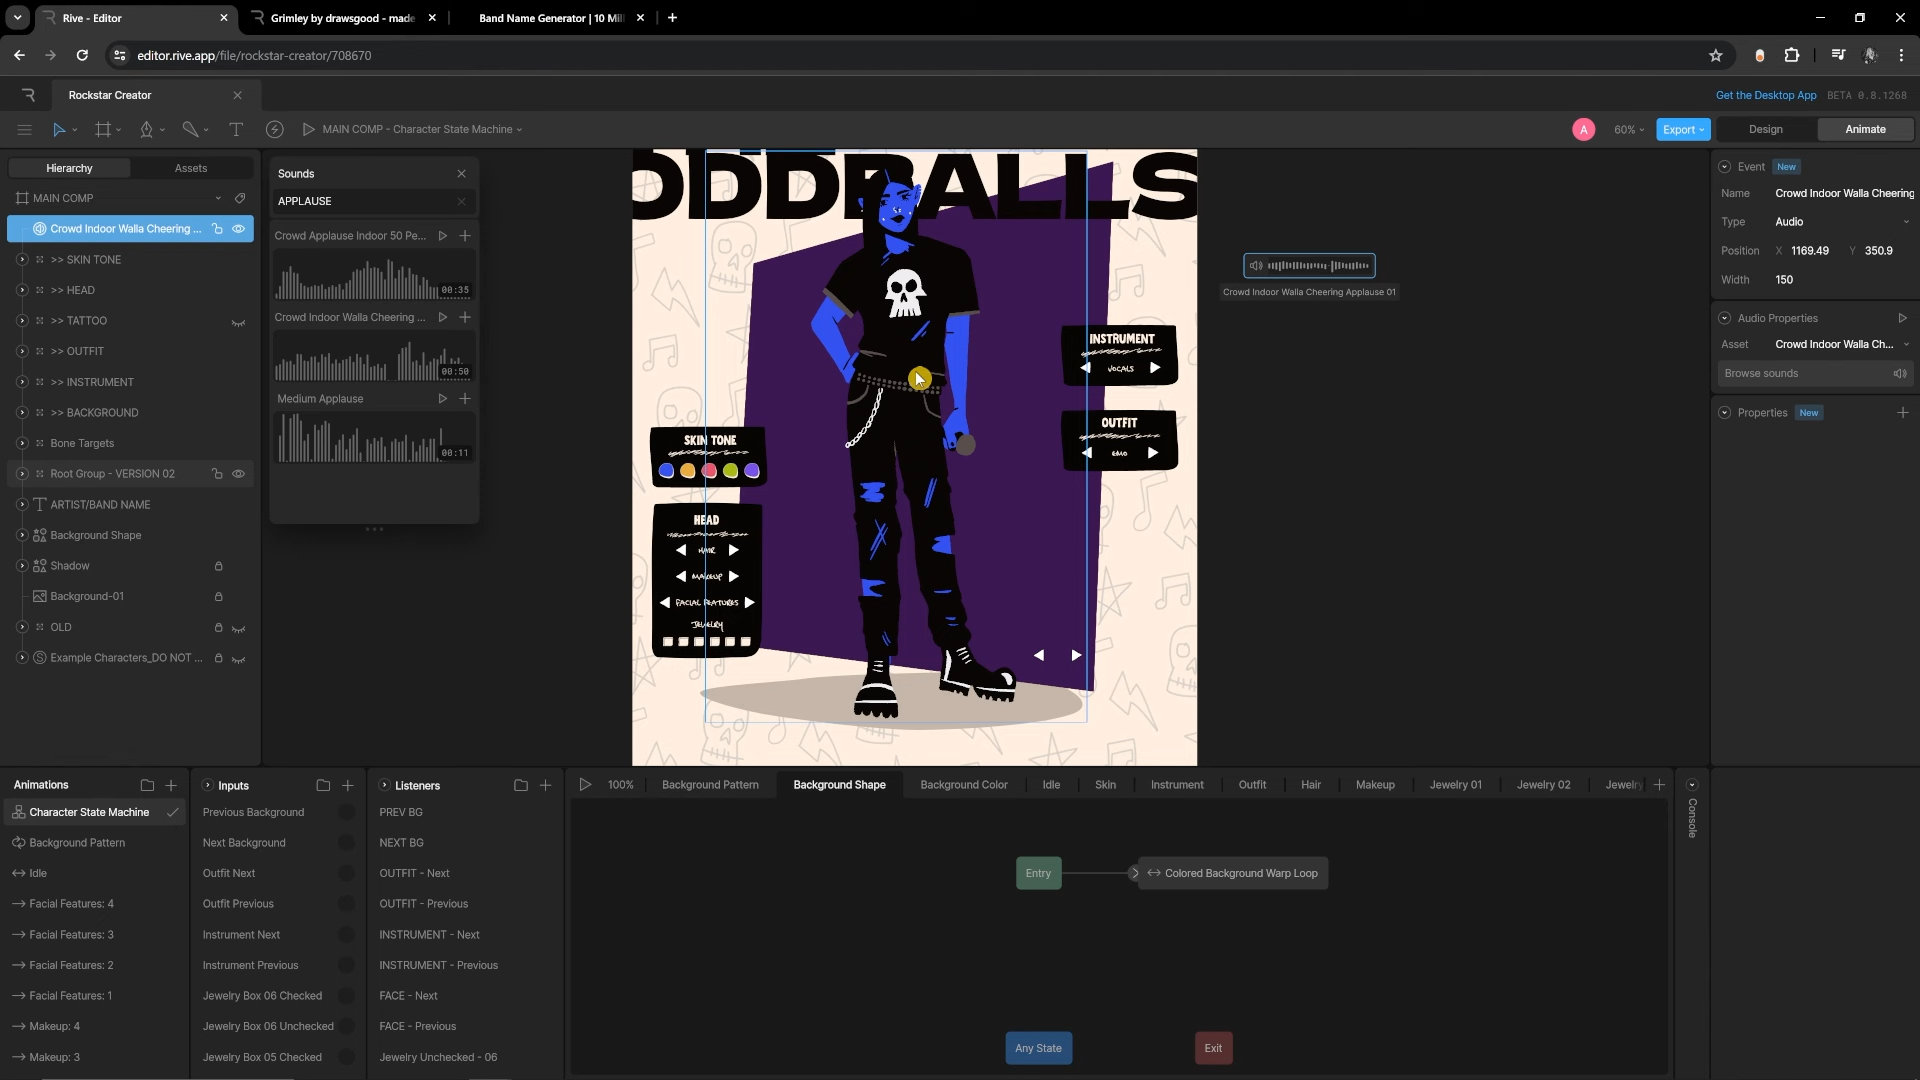 Rive - Editor
Grimley by drawsgood - made
Band Name Generator | 10 Mil
editor.rive.app/file/rockstar-creator/708670
Rockstar Creator
Get the Desktop App
BETA 0.8.1268
MAIN COMP - Character State Machine
A
60%
Export
Design
Animate
Hierarchy
Assets
MAIN COMP
Crowd Indoor Walla Cheering ...
>> SKIN TONE
>> HEAD
>> TATTOO
>> OUTFIT
>> INSTRUMENT
>> BACKGROUND
Bone Targets
Root Group - VERSION 02
ARTIST/BAND NAME
Background Shape
Shadow
Background-01
OLD
Example Characters_DO NOT ...
Sounds
APPLAUSE
Crowd Applause Indoor 50 Pe...
00:35
Crowd Indoor Walla Cheering ...
00:50
Medium Applause
00:11
ODDBALLS
SKIN TONE
HEAD
HAIR
MAKEUP
FACIAL FEATURES
JEWELRY
INSTRUMENT
VOCALS
OUTFIT
EMO
Crowd Indoor Walla Cheering Applause 01
Event New
Name Crowd Indoor Walla Cheering
Type Audio
Position X 1169.49 Y 350.9
Width 150
Audio Properties
Asset Crowd Indoor Walla Ch...
Browse sounds
Properties New
Animations
Character State Machine
Background Pattern
Idle
Facial Features: 4
Facial Features: 3
Facial Features: 2
Facial Features: 1
Makeup: 4
Makeup: 3
Inputs
Previous Background
Next Background
Outfit Next
Outfit Previous
Instrument Next
Instrument Previous
Jewelry Box 06 Checked
Jewelry Box 06 Unchecked
Jewelry Box 05 Checked
Listeners
PREV BG
NEXT BG
OUTFIT - Next
OUTFIT - Previous
INSTRUMENT - Next
INSTRUMENT - Previous
FACE - Next
FACE - Previous
Jewelry Unchecked - 06
100%
Background Pattern
Background Shape
Background Color
Idle
Skin
Instrument
Outfit
Hair
Makeup
Jewelry 01
Jewelry 02
Jewelry
Entry
Colored Background Warp Loop
Any State
Exit
Console